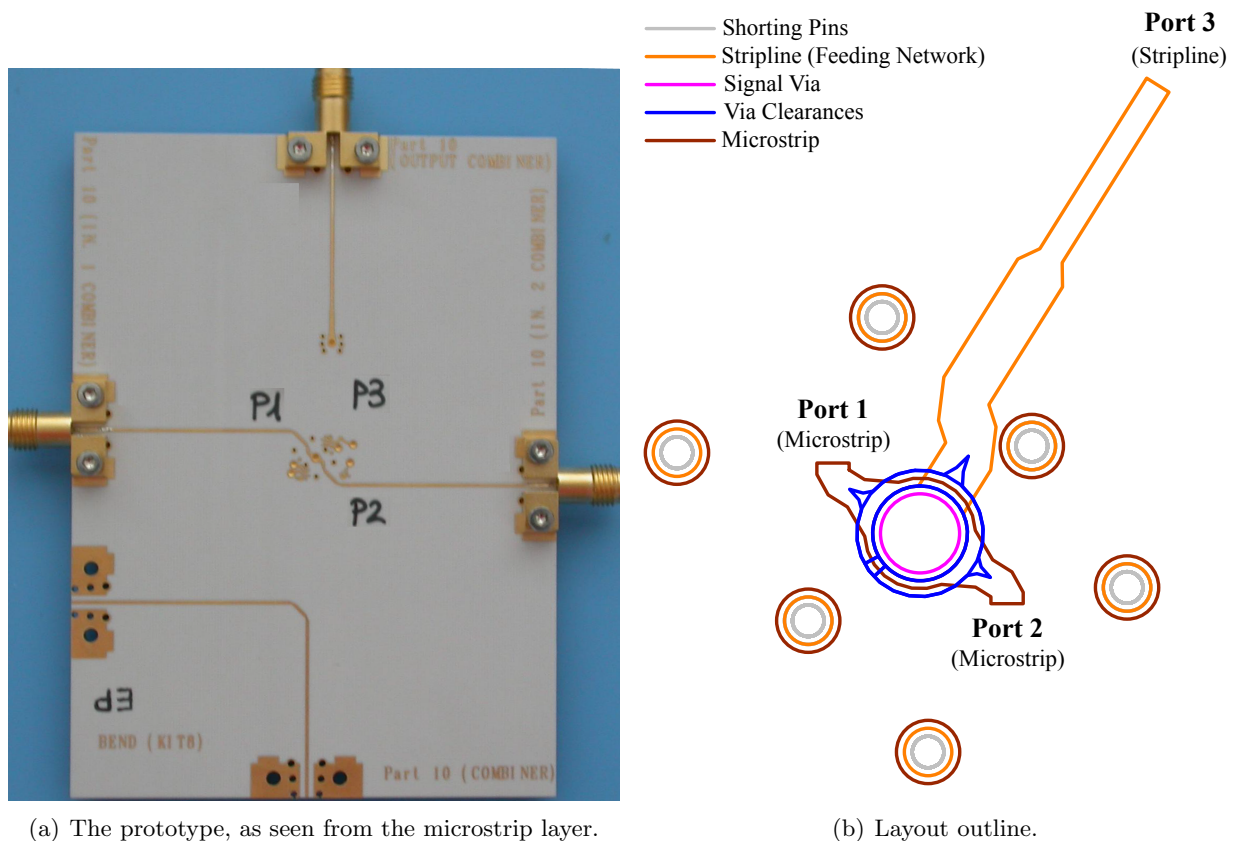 Part 10
(OUTPUT COMBINER)
Part 10 (IN. 1 COMBINER)
Part 10 (IN. 2 COMBINER)
P1
P3
P2
EP
BEND (KIT8)
Part 10 (COMBINER)
(a) The prototype, as seen from the microstrip layer.
Shorting Pins
Stripline (Feeding Network)
Signal Via
Via Clearances
Microstrip
Port 3
(Stripline)
Port 1
(Microstrip)
Port 2
(Microstrip)
(b) Layout outline.